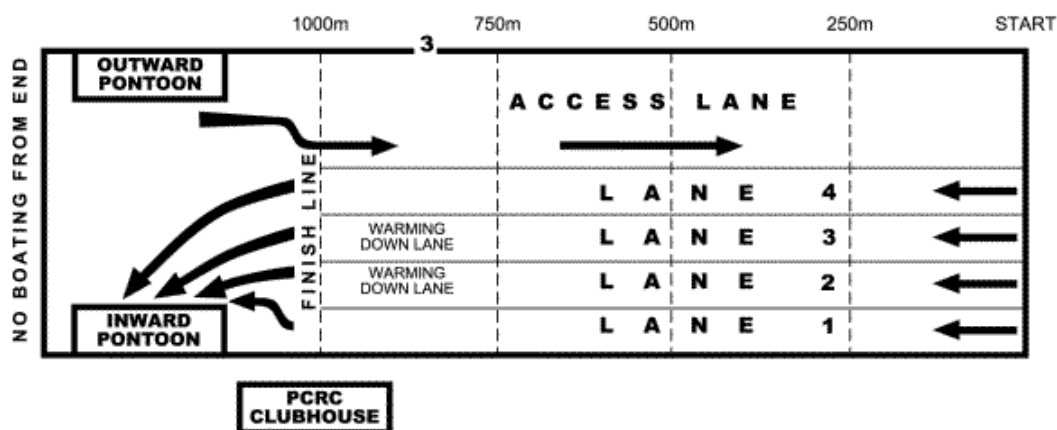 1000m 750m 500m 250m START
3
OUTWARD
PONTOON
NO BOATING FROM END
ACCESS LANE
FINISH LINE
LANE 4
WARMING
DOWN LANE
LANE 3
WARMING
DOWN LANE
LANE 2
INWARD
PONTOON
LANE 1
PCRC
CLUBHOUSE